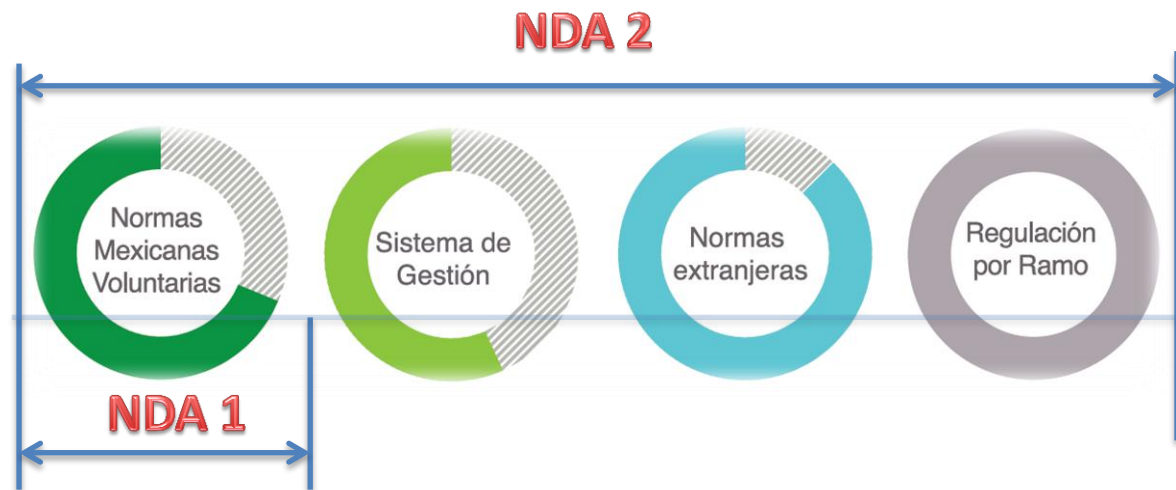 NDA 2
Normas
Mexicanas
Voluntarias
Sistema de
Gestión
Normas
extranjeras
Regulación
por Ramo
NDA 1